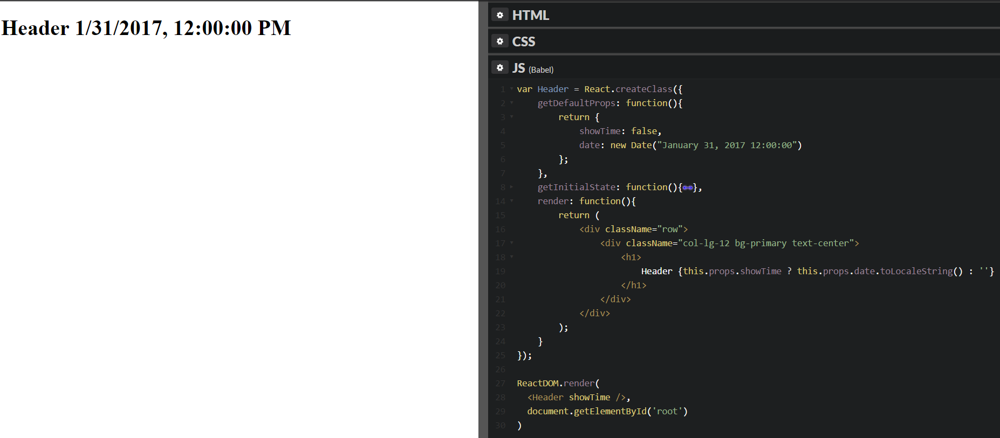 Header 1/31/2017, 12:00:00 PM
HTML
CSS
JS (Babel)
1 var Header = React.createClass({
2     getDefaultProps: function(){
3         return {
4             showTime: false,
5             date: new Date("January 31, 2017 12:00:00")
6         };
7     },
8     getInitialState: function(){↔},
14     render: function(){
15         return (
16             <div className="row">
17                 <div className="col-lg-12 bg-primary text-center">
18                     <h1>
19                         Header {this.props.showTime ? this.props.date.toLocaleString() : ''}
20                     </h1>
21                 </div>
22             </div>
23         );
24     }
25 });
26
27 ReactDOM.render(
28   <Header showTime />,
29   document.getElementById('root')
30 )